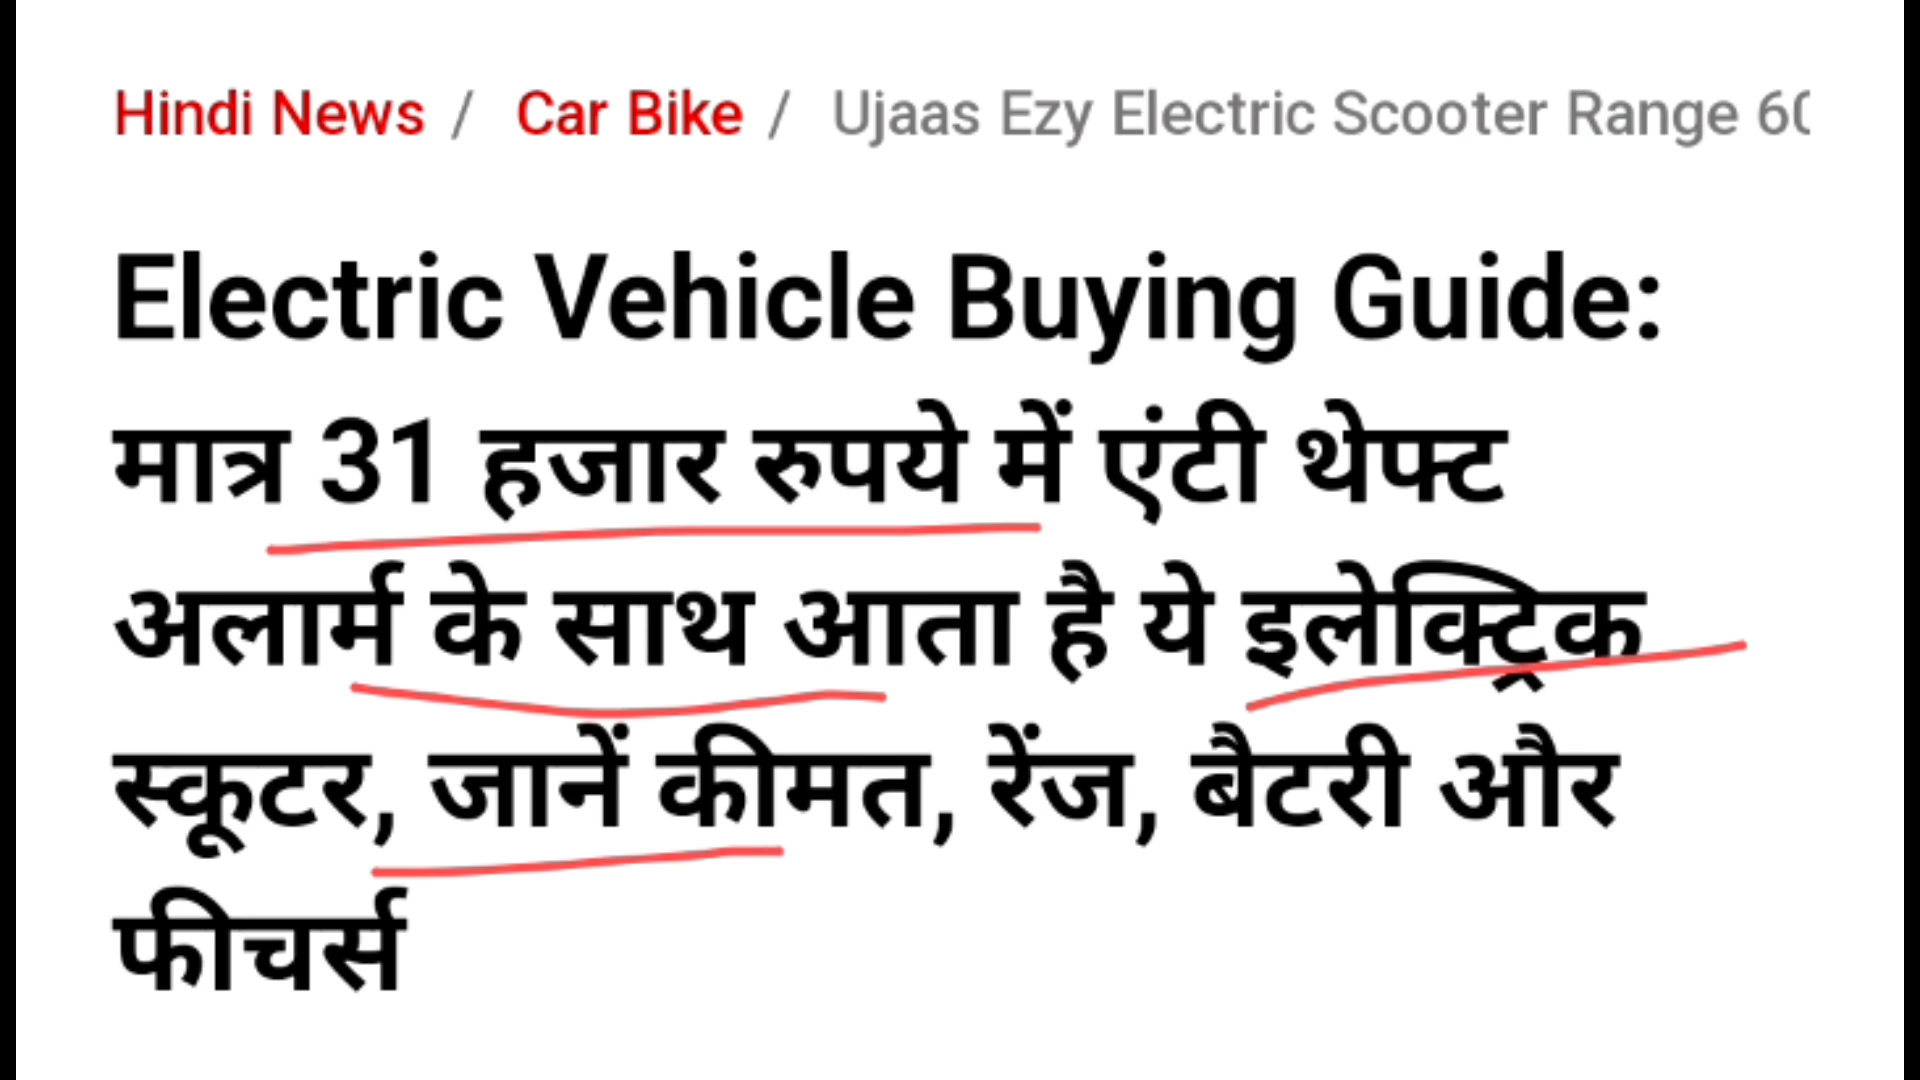 Hindi News / Car Bike / Ujaas Ezy Electric Scooter Range 60
Electric Vehicle Buying Guide:
मात्र 31 हजार रुपये में एंटी थेफ्ट
अलार्म के साथ आता है ये इलेक्ट्रिक
स्कूटर, जानें कीमत, रेंज, बैटरी और
फीचर्स